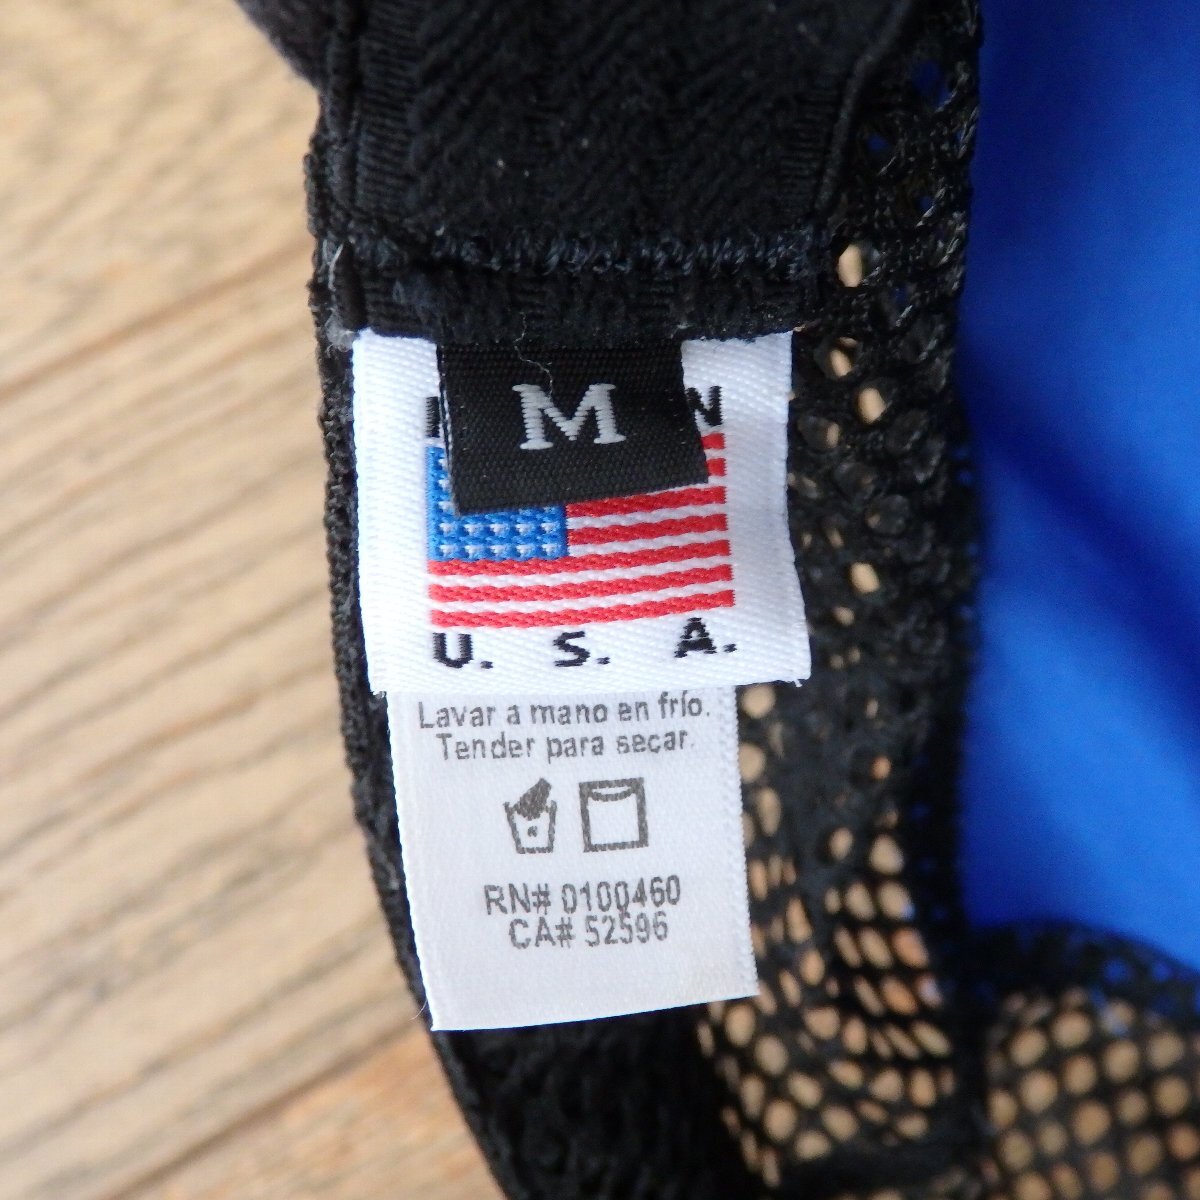 M
U. S. A.
Lavar a mano en frío.
Tender para secar.
RN# 0100460
CA# 52596